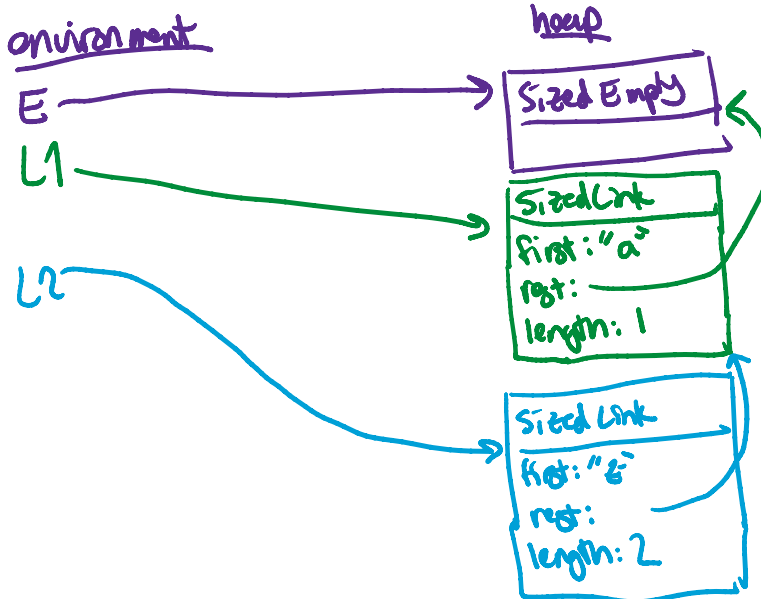 environment
heap
E
SizedEmpty
L1
SizedLink
first: "a"
rest:
length: 1
L2
SizedLink
first: "z"
rest:
length: 2